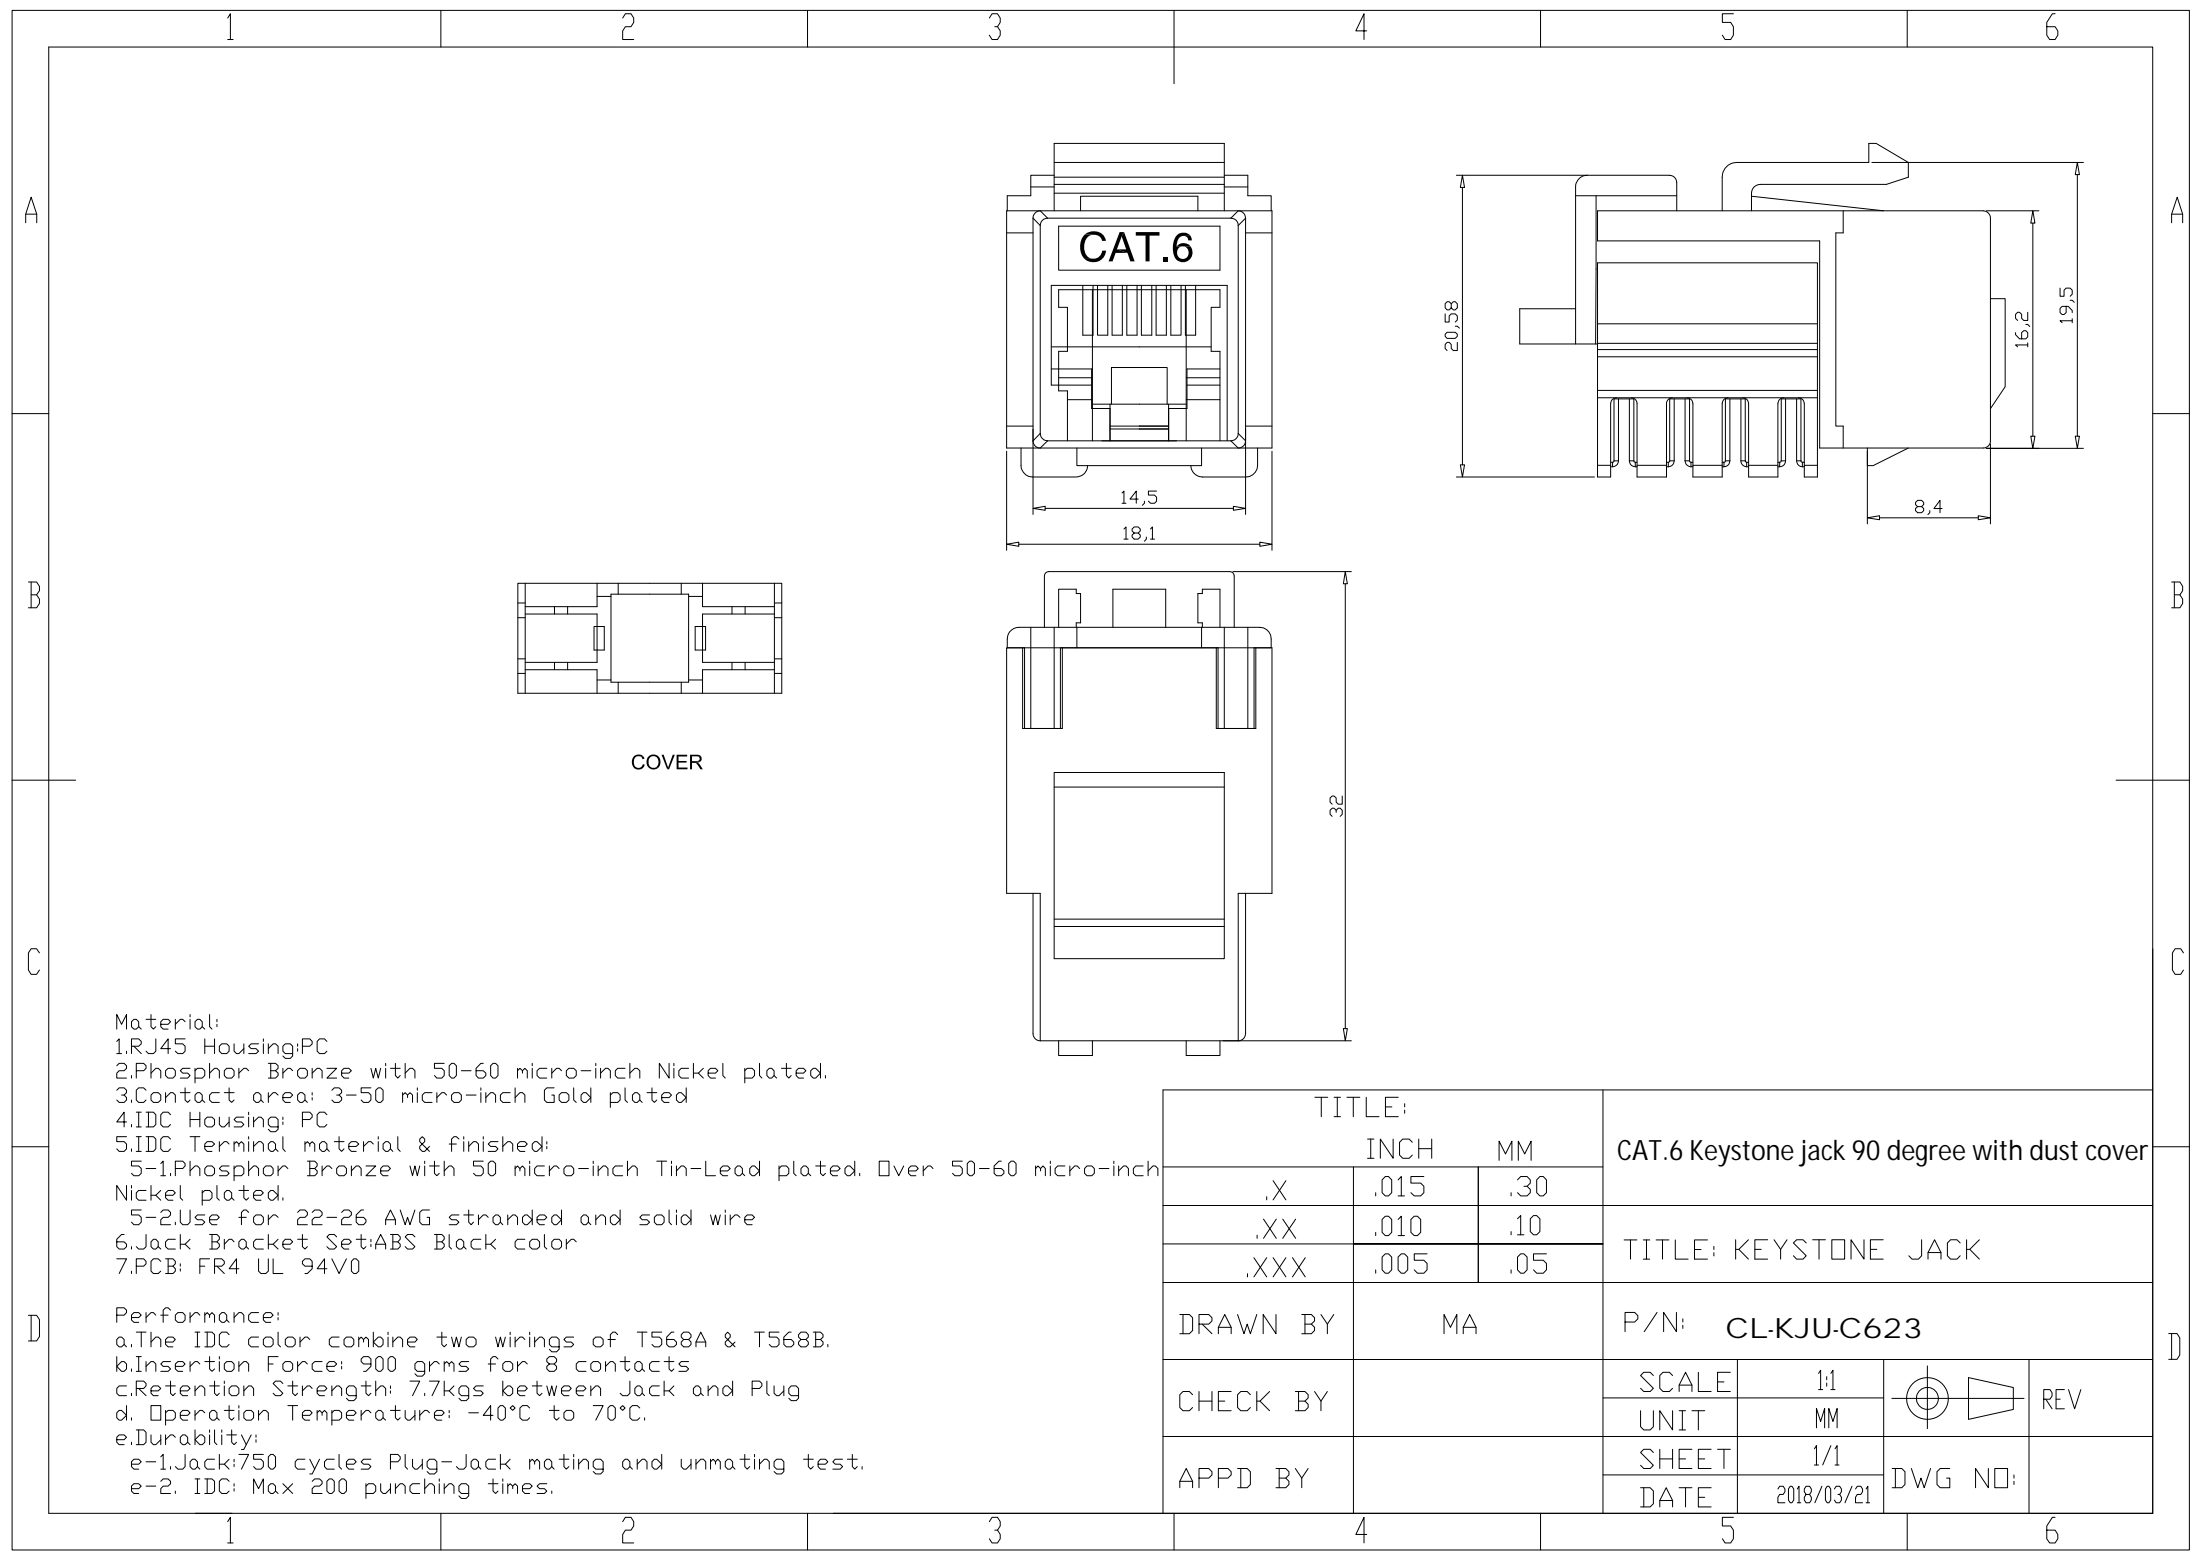 1 2 3 4 5 6
A A
CAT.6
20,58
16,2
19,5
14,5
8,4
18,1
B B
COVER
32
C C
Material:
1.RJ45 Housing:PC
2.Phosphor Bronze with 50-60 micro-inch Nickel plated.
3.Contact area: 3-50 micro-inch Gold plated
4.IDC Housing: PC
5.IDC Terminal material & finished:
5-1.Phosphor Bronze with 50 micro-inch Tin-Lead plated. Over 50-60 micro-inch
Nickel plated.
5-2.Use for 22-26 AWG stranded and solid wire
6.Jack Bracket Set:ABS Black color
7.PCB: FR4 UL 94V0
Performance:
a.The IDC color combine two wirings of T568A & T568B.
b.Insertion Force: 900 grms for 8 contacts
c.Retention Strength: 7.7kgs between Jack and Plug
d. Operation Temperature: -40°C to 70°C.
e.Durability:
e-1.Jack:750 cycles Plug-Jack mating and unmating test.
e-2. IDC: Max 200 punching times.
D D
TITLE:
INCH MM
.X .015 .30
.XX .010 .10
.XXX .005 .05
DRAWN BY MA
CHECK BY
APPD BY
CAT.6 Keystone jack 90 degree with dust cover
TITLE: KEYSTONE JACK
P/N: CL-KJU-C623
SCALE 1:1
UNIT MM
REV
SHEET 1/1
DATE 2018/03/21
DWG NO:
1 2 3 4 5 6